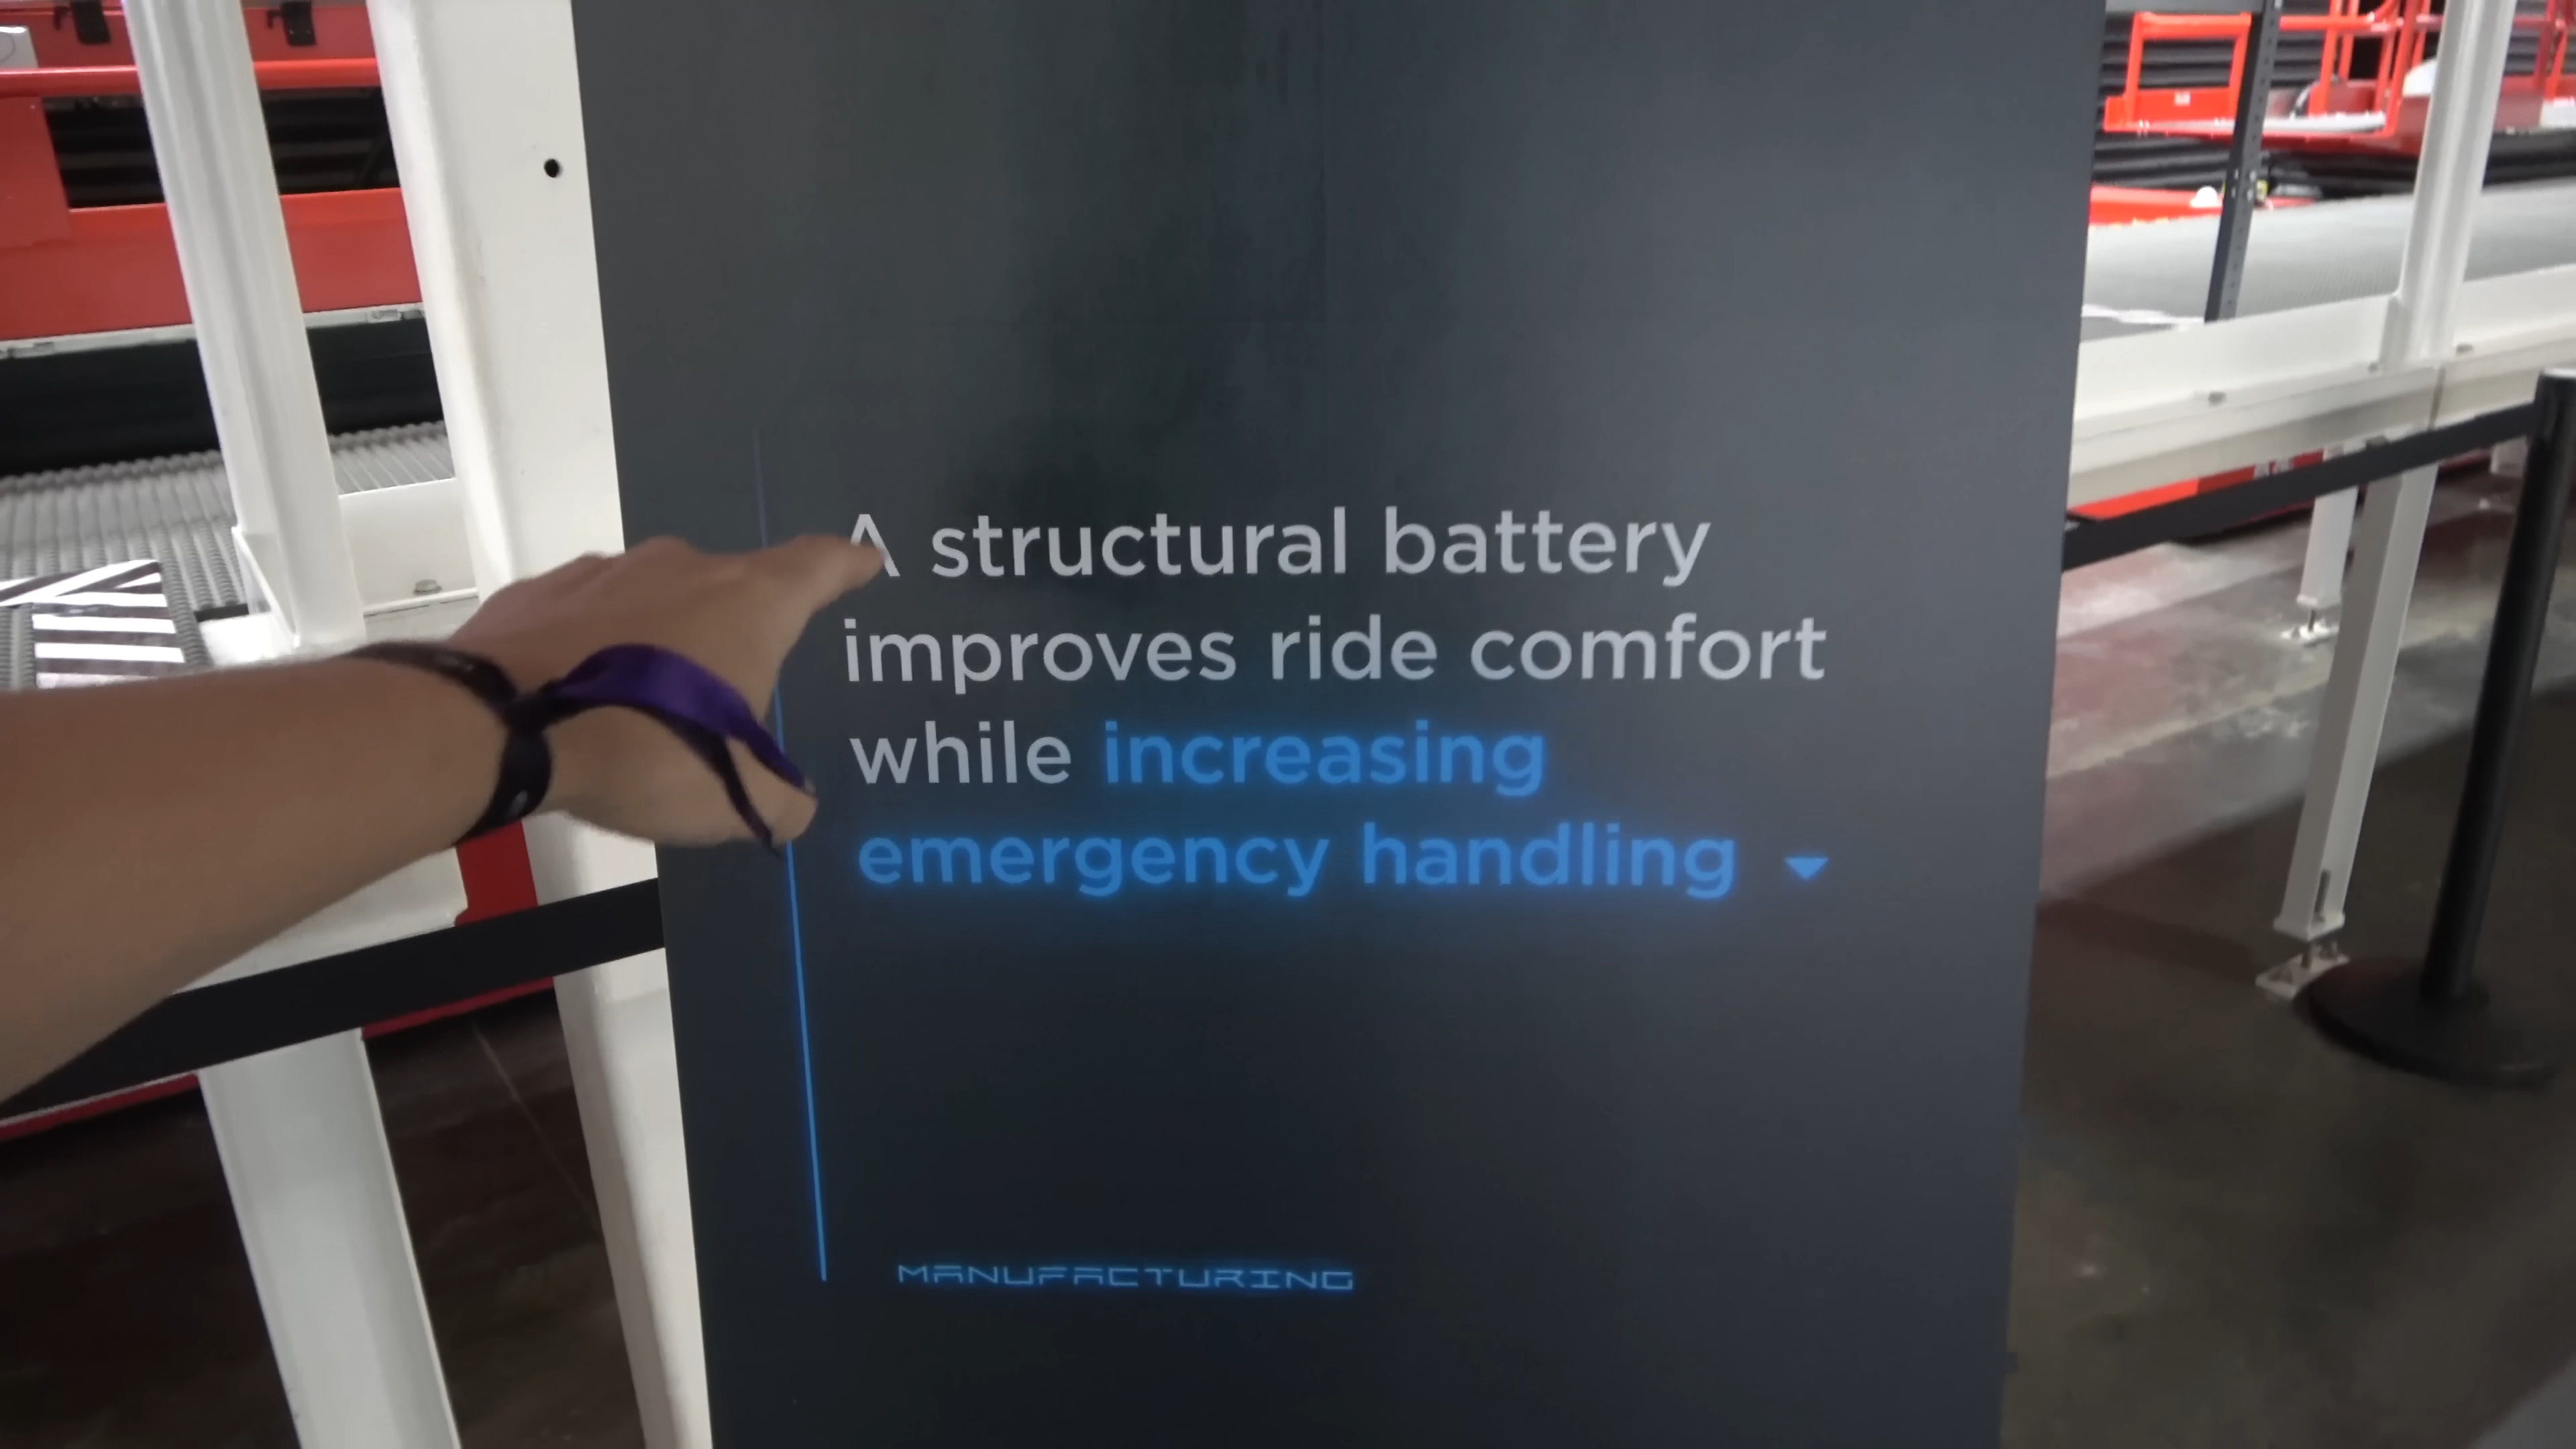 A structural battery
improves ride comfort
while increasing
emergency handling
MANUFACTURING